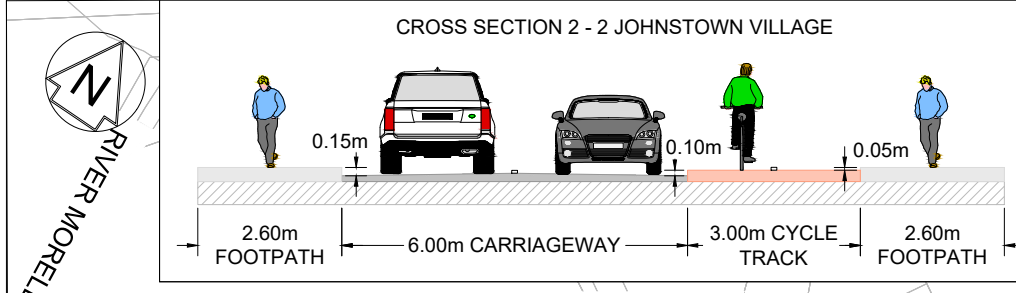 CROSS SECTION 2 - 2 JOHNSTOWN VILLAGE
N
RIVER MOREL
0.15m
0.10m
0.05m
2.60m
FOOTPATH
6.00m CARRIAGEWAY
3.00m CYCLE
TRACK
2.60m
FOOTPATH